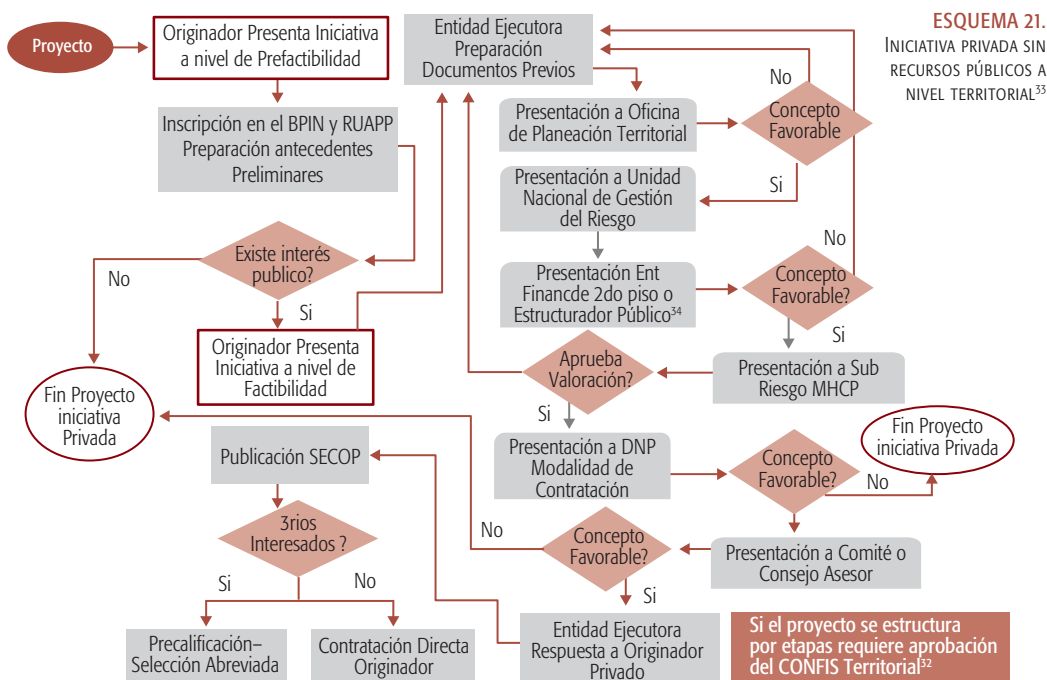 ESQUEMA 21.
INICIATIVA PRIVADA SIN
RECURSOS PÚBLICOS A
NIVEL TERRITORIAL33
Proyecto
Originador Presenta Iniciativa
a nivel de Prefactibilidad
Inscripción en el BPIN y RUAPP
Preparación antecedentes
Preliminares
Existe interés
publico?
No
Si
Originador Presenta
Iniciativa a nivel de
Factibilidad
Fin Proyecto
iniciativa
Privada
Entidad Ejecutora
Preparación
Documentos Previos
Presentación a Oficina
de Planeación Territorial
No
Concepto
Favorable
Si
Presentación a Unidad
Nacional de Gestión
del Riesgo
Presentación Ent
Financde 2do piso o
Estructurador Público34
No
Concepto
Favorable?
Si
Presentación a Sub
Riesgo MHCP
Aprueba
Valoración?
Si
Presentación a DNP
Modalidad de
Contratación
Concepto
Favorable?
No
Fin Proyecto
iniciativa Privada
Presentación a Comité o
Consejo Asesor
Concepto
Favorable?
No
Si
Entidad Ejecutora
Respuesta a Originador
Privado
Publicación SECOP
3rios
Interesados ?
Si
No
Precalificación–
Selección Abreviada
Contratación Directa
Originador
Si el proyecto se estructura
por etapas requiere aprobación
del CONFIS Territorial32